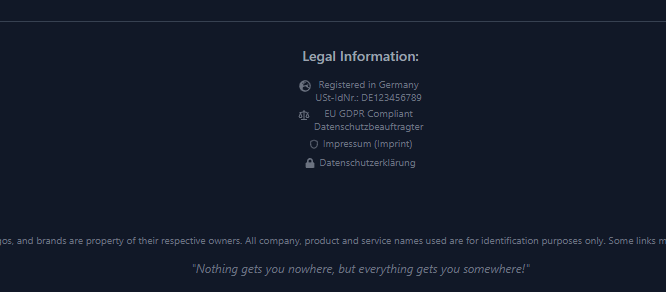 Legal Information:
Registered in Germany
USt-IdNr.: DE123456789
EU GDPR Compliant
Datenschutzbeauftragter
Impressum (Imprint)
Datenschutzerklärung
and brands are property of their respective owners. All company, product and service names used are for identification purposes only. Some links
"Nothing gets you nowhere, but everything gets you somewhere!"